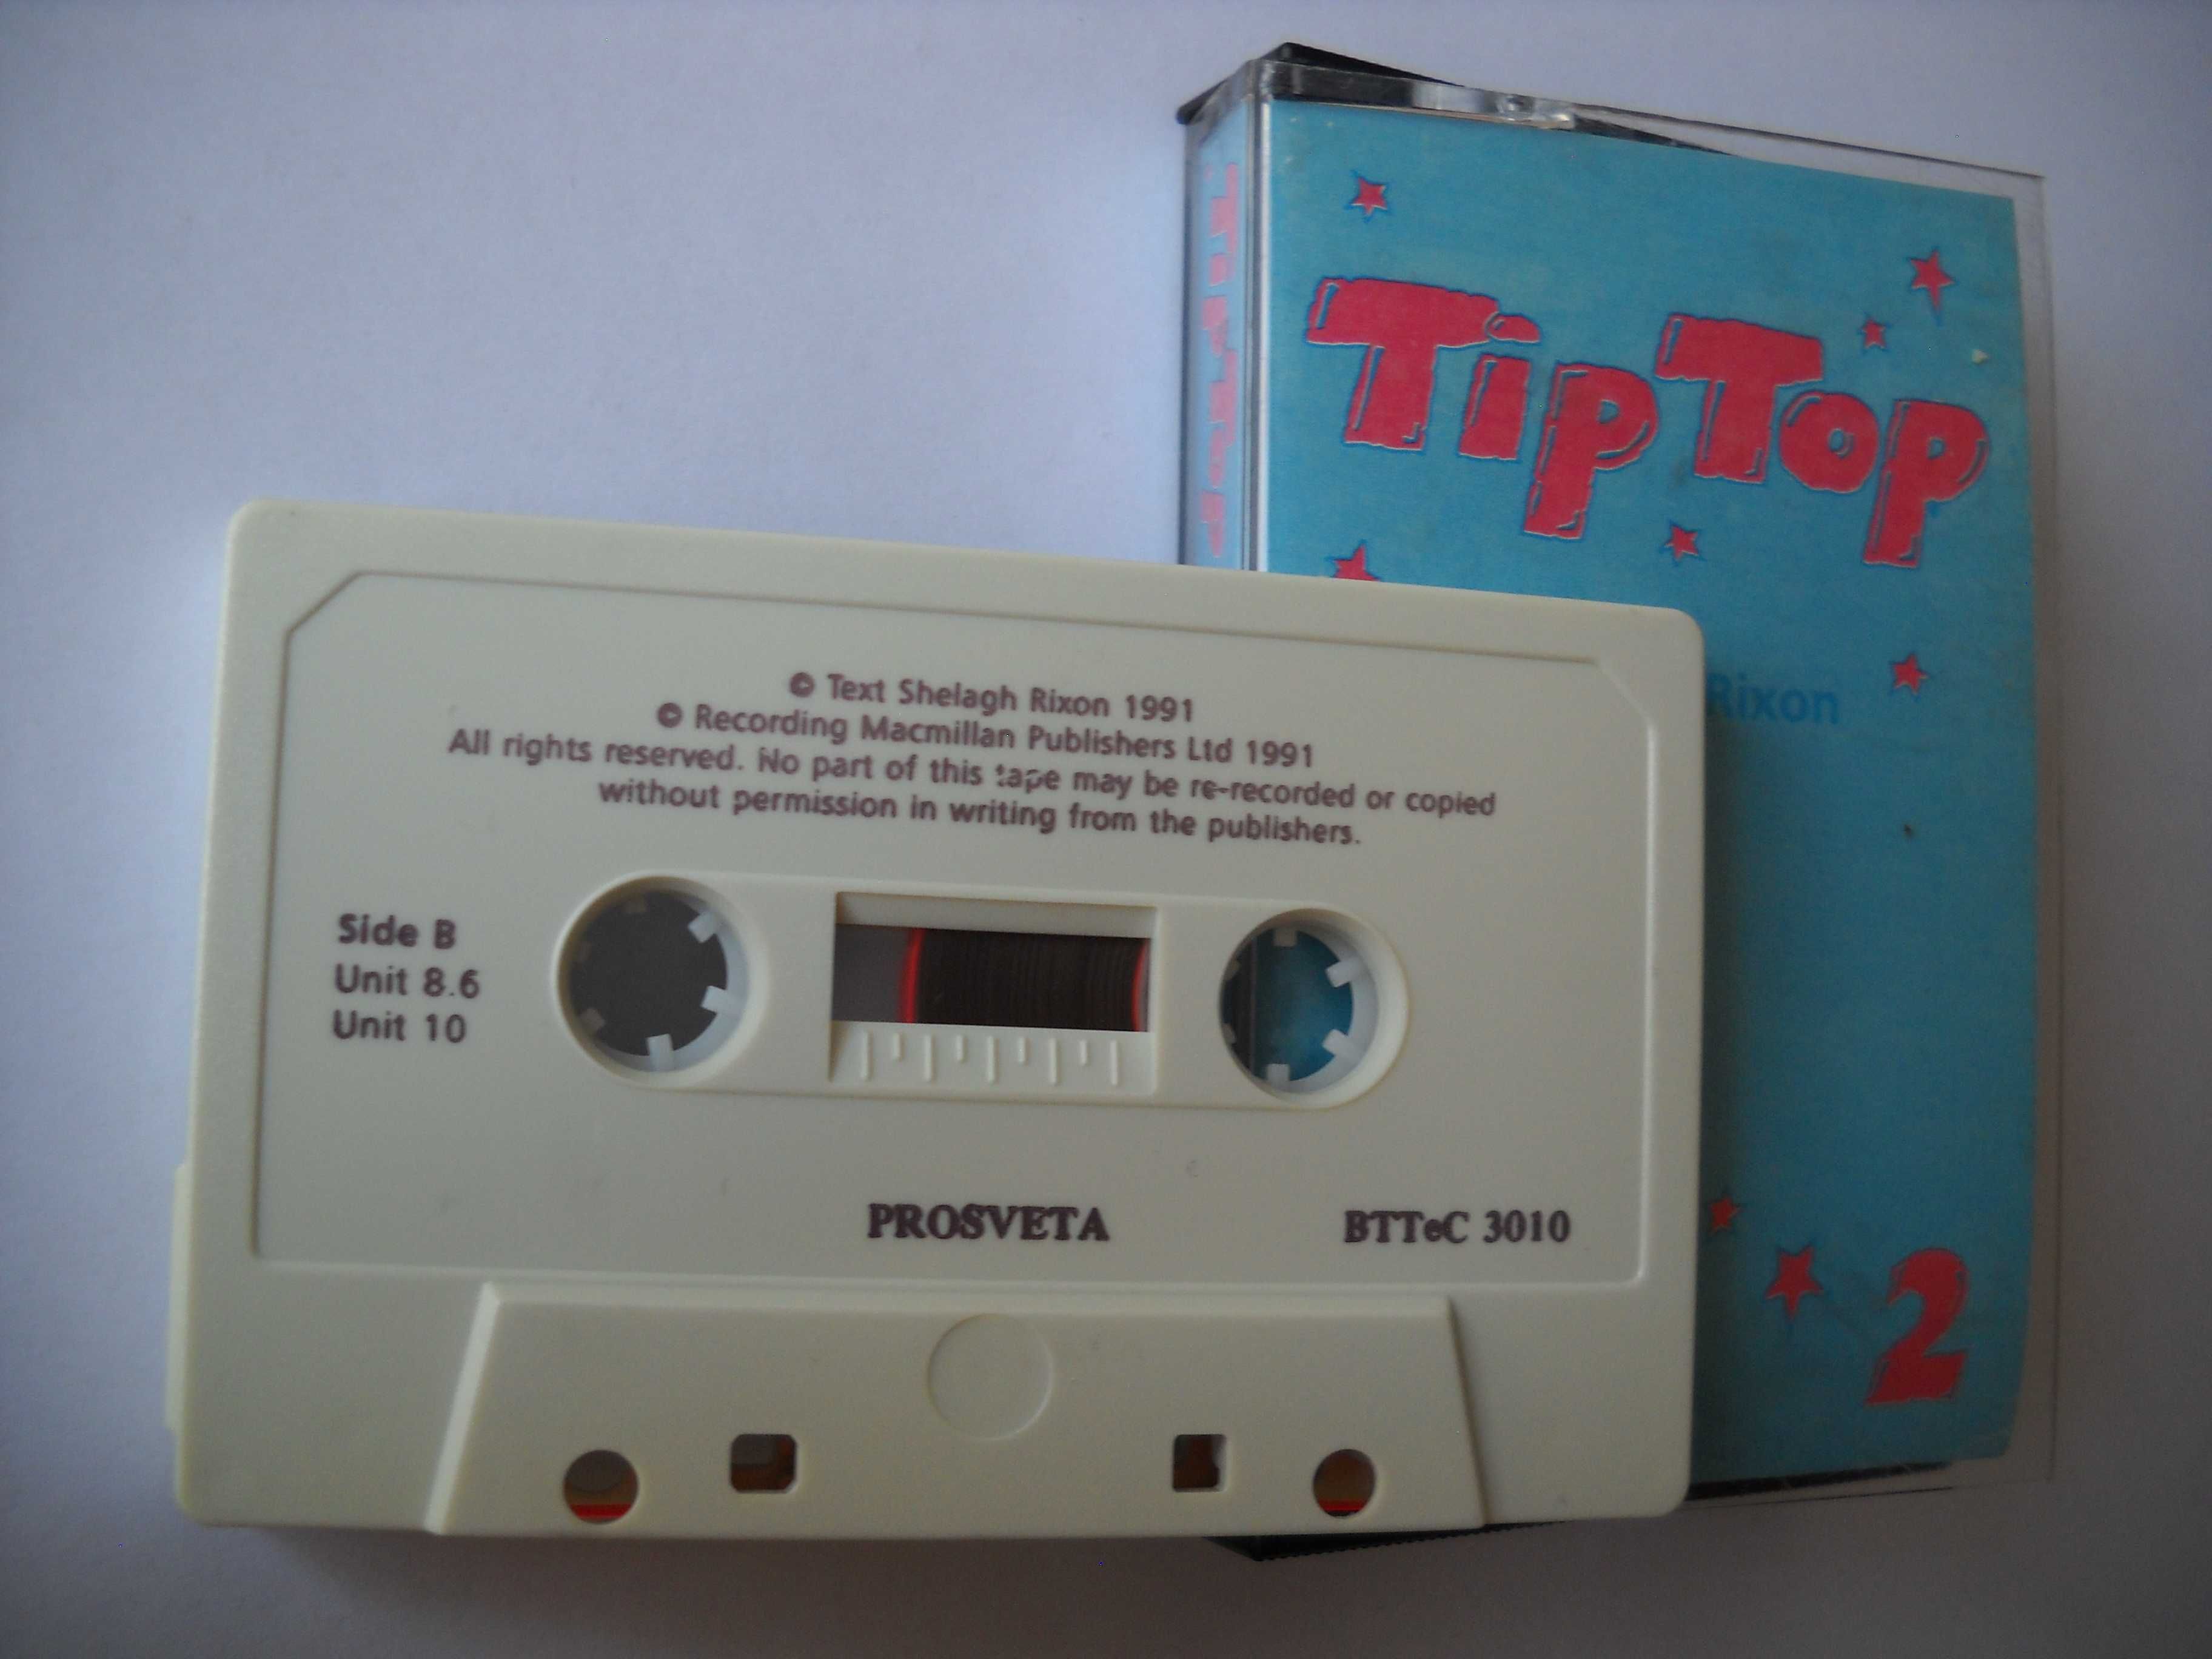 TipTop
TipTop
Rixon
2
© Text Shelagh Rixon 1991
© Recording Macmillan Publishers Ltd 1991
All rights reserved. No part of this tape may be re-recorded or copied
without permission in writing from the publishers.
Side B
Unit 8.6
Unit 10
PROSVETA
BTTeC 3010